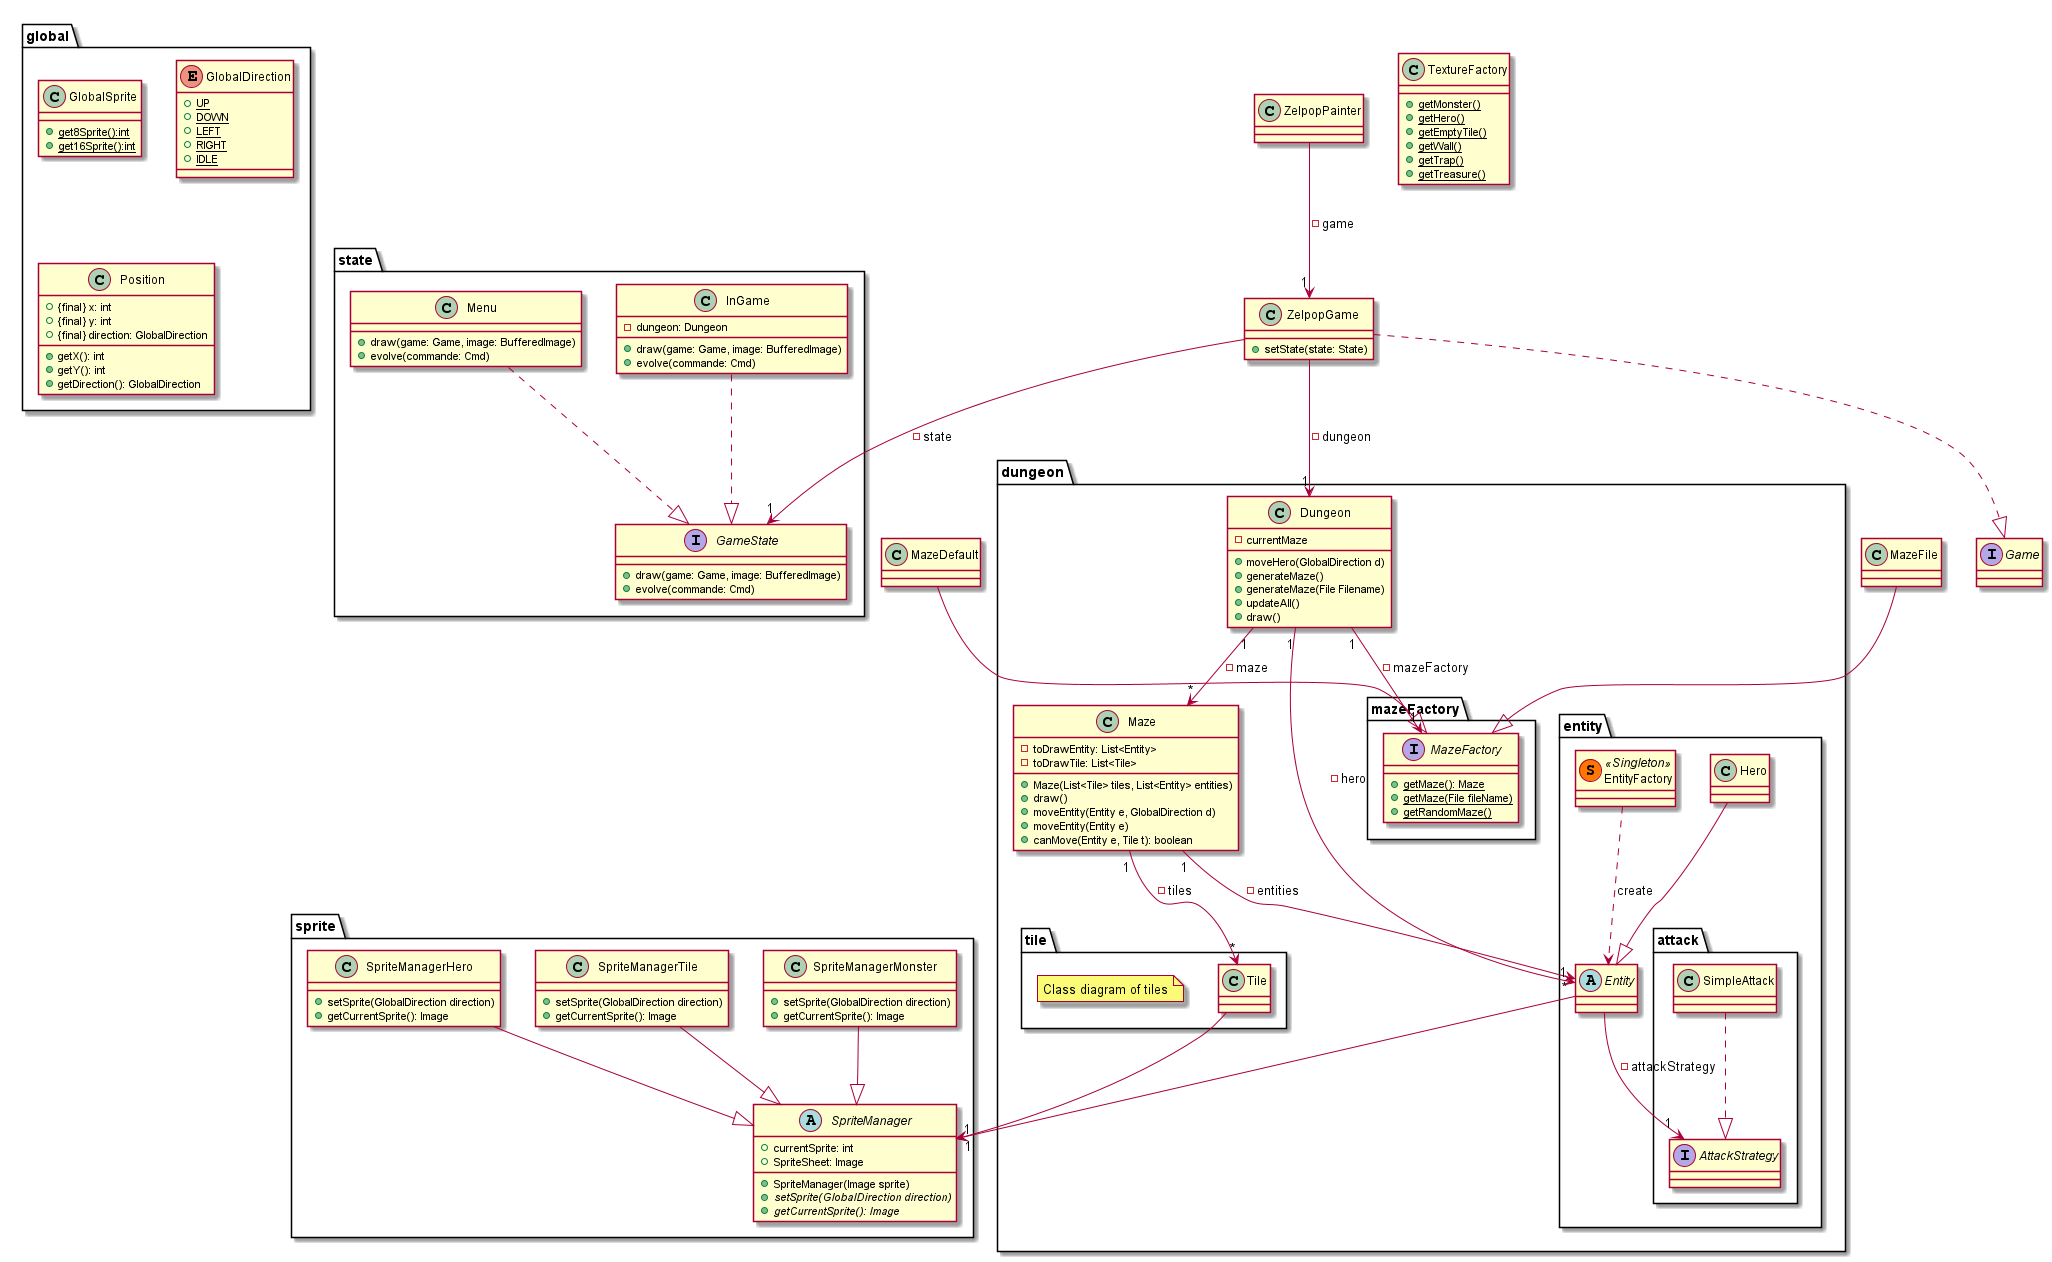 global
GlobalSprite
get8Sprite():int
get16Sprite():int
GlobalDirection
UP
DOWN
LEFT
RIGHT
IDLE
Position
{final} x: int
{final} y: int
{final} direction: GlobalDirection
getX(): int
getY(): int
getDirection(): GlobalDirection
ZelpopPainter
TextureFactory
getMonster()
getHero()
getEmptyTile()
getWall()
getTrap()
getTreasure()
game
1
state
Menu
draw(game: Game, image: BufferedImage)
evolve(commande: Cmd)
InGame
dungeon: Dungeon
draw(game: Game, image: BufferedImage)
evolve(commande: Cmd)
ZelpopGame
setState(state: State)
state
1
dungeon
1
GameState
draw(game: Game, image: BufferedImage)
evolve(commande: Cmd)
MazeDefault
dungeon
Dungeon
currentMaze
moveHero(GlobalDirection d)
generateMaze()
generateMaze(File Filename)
updateAll()
draw()
MazeFile
Game
1
1
1
maze
mazeFactory
*
Maze
toDrawEntity: List<Entity>
toDrawTile: List<Tile>
Maze(List<Tile> tiles, List<Entity> entities)
draw()
moveEntity(Entity e, GlobalDirection d)
moveEntity(Entity e)
canMove(Entity e, Tile t): boolean
hero
mazeFactory
1
MazeFactory
getMaze(): Maze
getMaze(File fileName)
getRandomMaze()
entity
«Singleton»
EntityFactory
Hero
1
1
tiles
entities
create
*
1
*
tile
Class diagram of tiles
Tile
Entity
attack
SimpleAttack
attackStrategy
1
AttackStrategy
sprite
SpriteManagerHero
setSprite(GlobalDirection direction)
getCurrentSprite(): Image
SpriteManagerTile
setSprite(GlobalDirection direction)
getCurrentSprite(): Image
SpriteManagerMonster
setSprite(GlobalDirection direction)
getCurrentSprite(): Image
SpriteManager
currentSprite: int
SpriteSheet: Image
SpriteManager(Image sprite)
setSprite(GlobalDirection direction)
getCurrentSprite(): Image
1
1